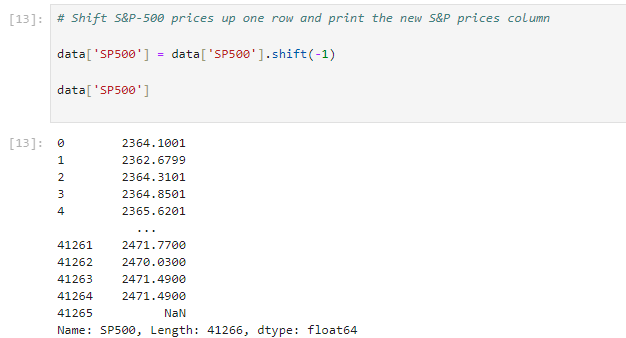 [13]: # Shift S&P-500 prices up one row and print the new S&P prices column
data['SP500'] = data['SP500'].shift(-1)
data['SP500']
[13]: 0 2364.1001
1 2362.6799
2 2364.3101
3 2364.8501
4 2365.6201
...
41261 2471.7700
41262 2470.0300
41263 2471.4900
41264 2471.4900
41265 NaN
Name: SP500, Length: 41266, dtype: float64